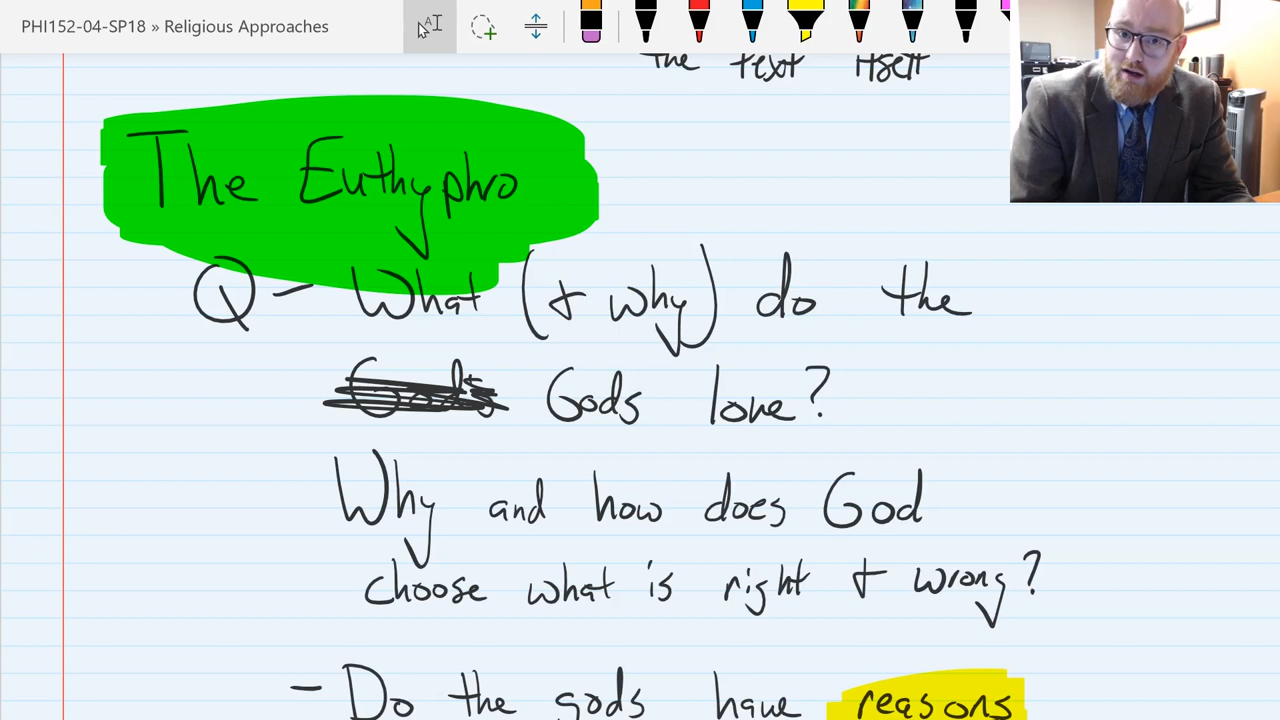 PHI152-04-SP18 » Religious Approaches
the text itself
The Euthyphro
Q - What (+ why) do the
Gods Gods love?
Why and how does God
choose what is right + wrong?
- Do the gods have reasons